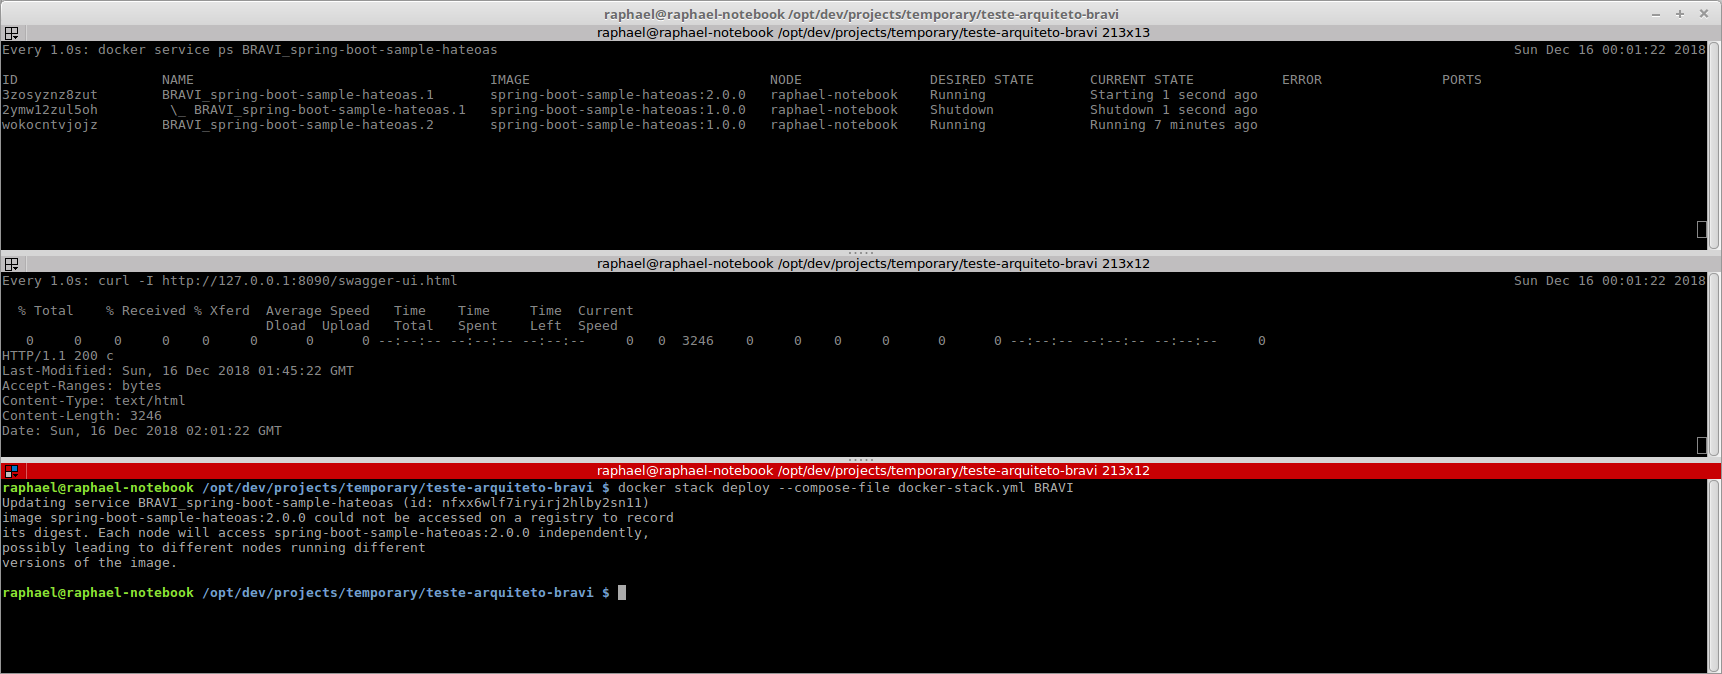 raphael@raphael-notebook /opt/dev/projects/temporary/teste-arquiteto-bravi
raphael@raphael-notebook /opt/dev/projects/temporary/teste-arquiteto-bravi 213x13
Every 1.0s: docker service ps BRAVI_spring-boot-sample-hateoas Sun Dec 16 00:01:22 2018
ID NAME IMAGE NODE DESIRED STATE CURRENT STATE ERROR PORTS
3zosyznz8zut BRAVI_spring-boot-sample-hateoas.1 spring-boot-sample-hateoas:2.0.0 raphael-notebook Running Starting 1 second ago
2ymw12zul5oh \_ BRAVI_spring-boot-sample-hateoas.1 spring-boot-sample-hateoas:1.0.0 raphael-notebook Shutdown Shutdown 1 second ago
wokocntvjojz BRAVI_spring-boot-sample-hateoas.2 spring-boot-sample-hateoas:1.0.0 raphael-notebook Running Running 7 minutes ago
raphael@raphael-notebook /opt/dev/projects/temporary/teste-arquiteto-bravi 213x12
Every 1.0s: curl -I http://127.0.0.1:8090/swagger-ui.html Sun Dec 16 00:01:22 2018
% Total % Received % Xferd Average Speed Time Time Time Current
Dload Upload Total Spent Left Speed
0 0 0 0 0 0 0 0 --:--:-- --:--:-- --:--:-- 0 0 3246 0 0 0 0 0 0 --:--:-- --:--:-- --:--:-- 0
HTTP/1.1 200 c
Last-Modified: Sun, 16 Dec 2018 01:45:22 GMT
Accept-Ranges: bytes
Content-Type: text/html
Content-Length: 3246
Date: Sun, 16 Dec 2018 02:01:22 GMT
raphael@raphael-notebook /opt/dev/projects/temporary/teste-arquiteto-bravi 213x12
raphael@raphael-notebook /opt/dev/projects/temporary/teste-arquiteto-bravi $ docker stack deploy --compose-file docker-stack.yml BRAVI
Updating service BRAVI_spring-boot-sample-hateoas (id: nfxx6wlf7iryirj2hlby2sn11)
image spring-boot-sample-hateoas:2.0.0 could not be accessed on a registry to record
its digest. Each node will access spring-boot-sample-hateoas:2.0.0 independently,
possibly leading to different nodes running different
versions of the image.
raphael@raphael-notebook /opt/dev/projects/temporary/teste-arquiteto-bravi $